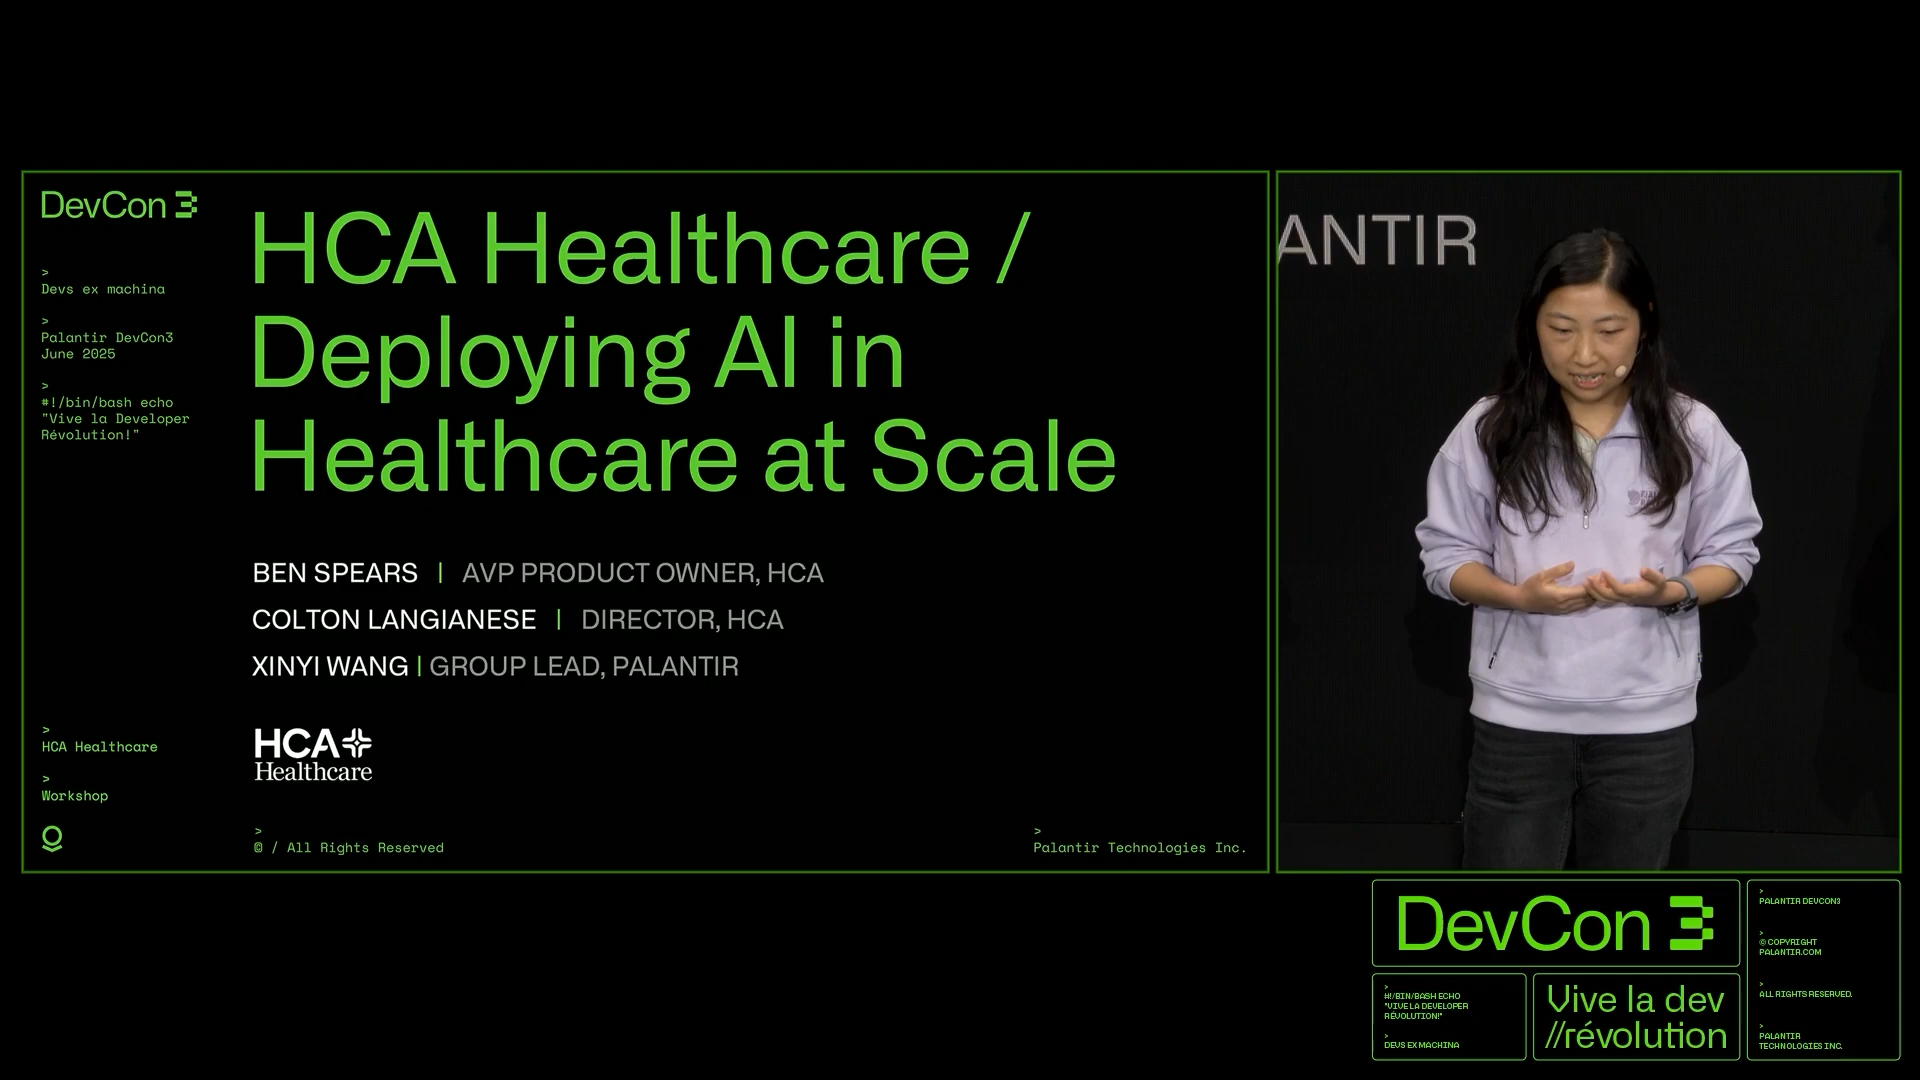 DevCon 3
>
Devs ex machina
>
Palantir DevCon3
June 2025
>
#!/bin/bash echo
"Vive la Developer
Révolution!"
>
HCA Healthcare
>
Workshop
HCA Healthcare /
Deploying AI in
Healthcare at Scale
BEN SPEARS | AVP PRODUCT OWNER, HCA
COLTON LANGIANESE | DIRECTOR, HCA
XINYI WANG | GROUP LEAD, PALANTIR
HCA
Healthcare
>
© / All Rights Reserved
>
Palantir Technologies Inc.
ANTIR
DevCon 3
>
#!/BIN/BASH ECHO
"VIVE LA DEVELOPER
RÉVOLUTION!"
>
DEVS EX MACHINA
Vive la dev
//révolution
>
PALANTIR DEVCON3
>
© COPYRIGHT
PALANTIR.COM
>
ALL RIGHTS RESERVED.
>
PALANTIR
TECHNOLOGIES INC.